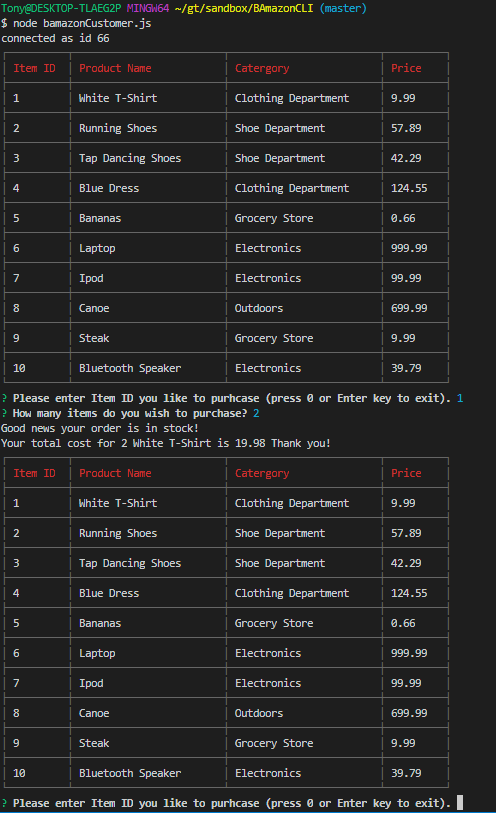 Tony@DESKTOP-TLAEG2P MINGW64 ~/gt/sandbox/BAmazonCLI (master)
$ node bamazonCustomer.js
connected as id 66
Item ID Product Name Catergory Price
1 White T-Shirt Clothing Department 9.99
2 Running Shoes Shoe Department 57.89
3 Tap Dancing Shoes Shoe Department 42.29
4 Blue Dress Clothing Department 124.55
5 Bananas Grocery Store 0.66
6 Laptop Electronics 999.99
7 Ipod Electronics 99.99
8 Canoe Outdoors 699.99
9 Steak Grocery Store 9.99
10 Bluetooth Speaker Electronics 39.79
? Please enter Item ID you like to purhcase (press 0 or Enter key to exit). 1
? How many items do you wish to purchase? 2
Good news your order is in stock!
Your total cost for 2 White T-Shirt is 19.98 Thank you!
Item ID Product Name Catergory Price
1 White T-Shirt Clothing Department 9.99
2 Running Shoes Shoe Department 57.89
3 Tap Dancing Shoes Shoe Department 42.29
4 Blue Dress Clothing Department 124.55
5 Bananas Grocery Store 0.66
6 Laptop Electronics 999.99
7 Ipod Electronics 99.99
8 Canoe Outdoors 699.99
9 Steak Grocery Store 9.99
10 Bluetooth Speaker Electronics 39.79
? Please enter Item ID you like to purhcase (press 0 or Enter key to exit).